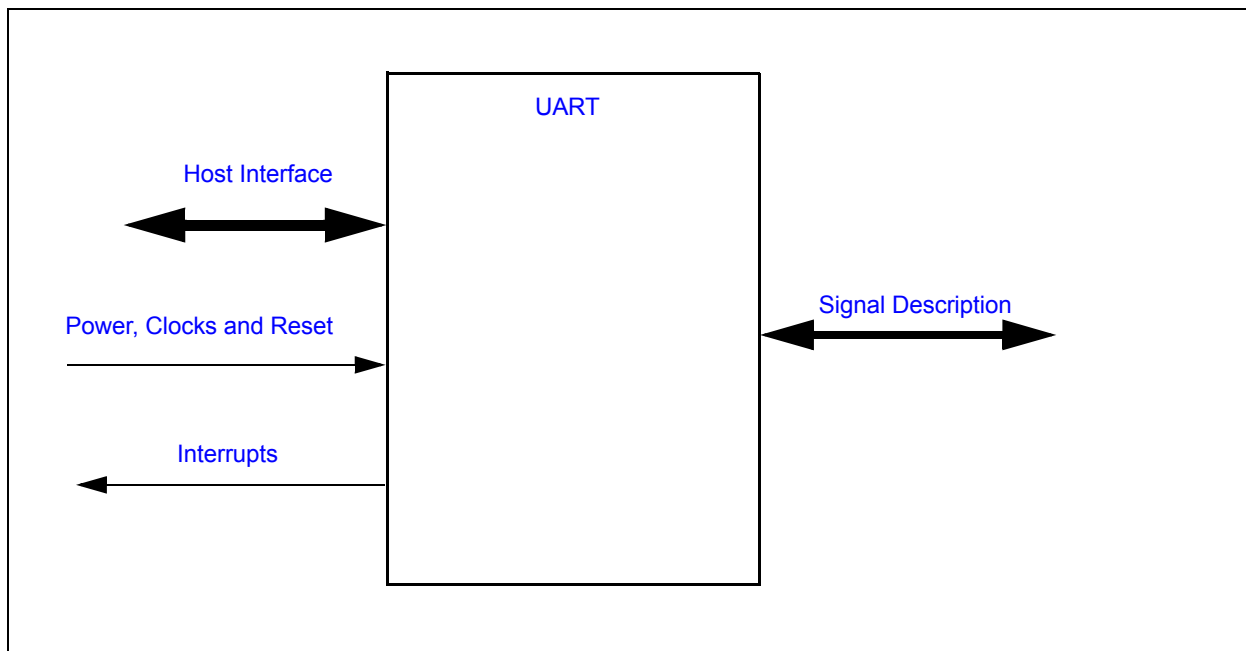 UART
Host Interface
Signal Description
Power, Clocks and Reset
Interrupts